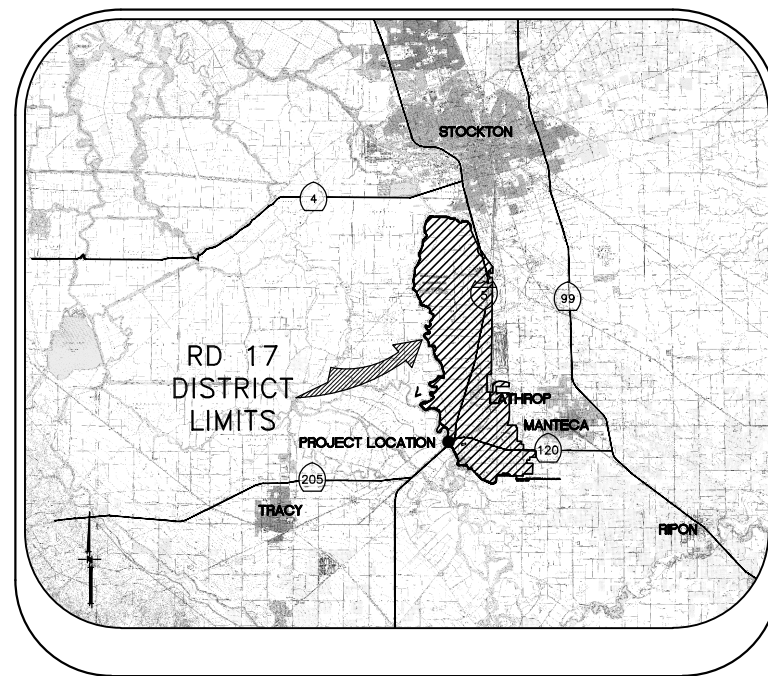 STOCKTON
4
5
99
RD 17
DISTRICT
LIMITS
LATHROP
MANTECA
PROJECT LOCATION
120
205
TRACY
RIPON